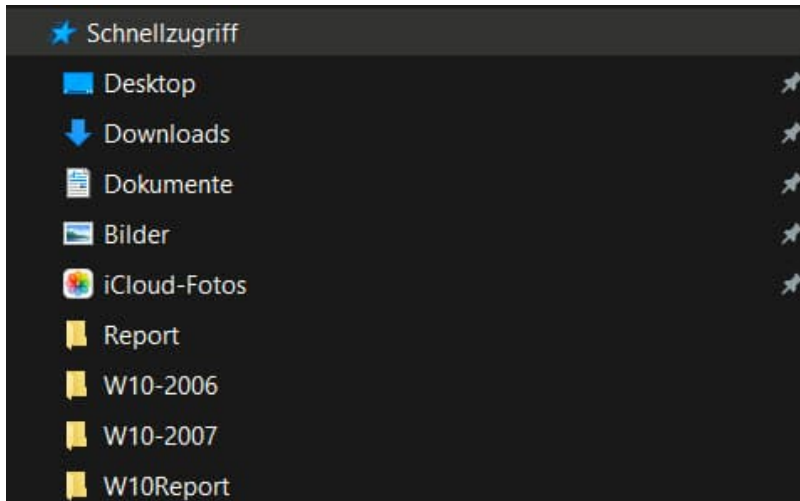 Schnellzugriff
Desktop
Downloads
Dokumente
Bilder
iCloud-Fotos
Report
W10-2006
W10-2007
W10Report